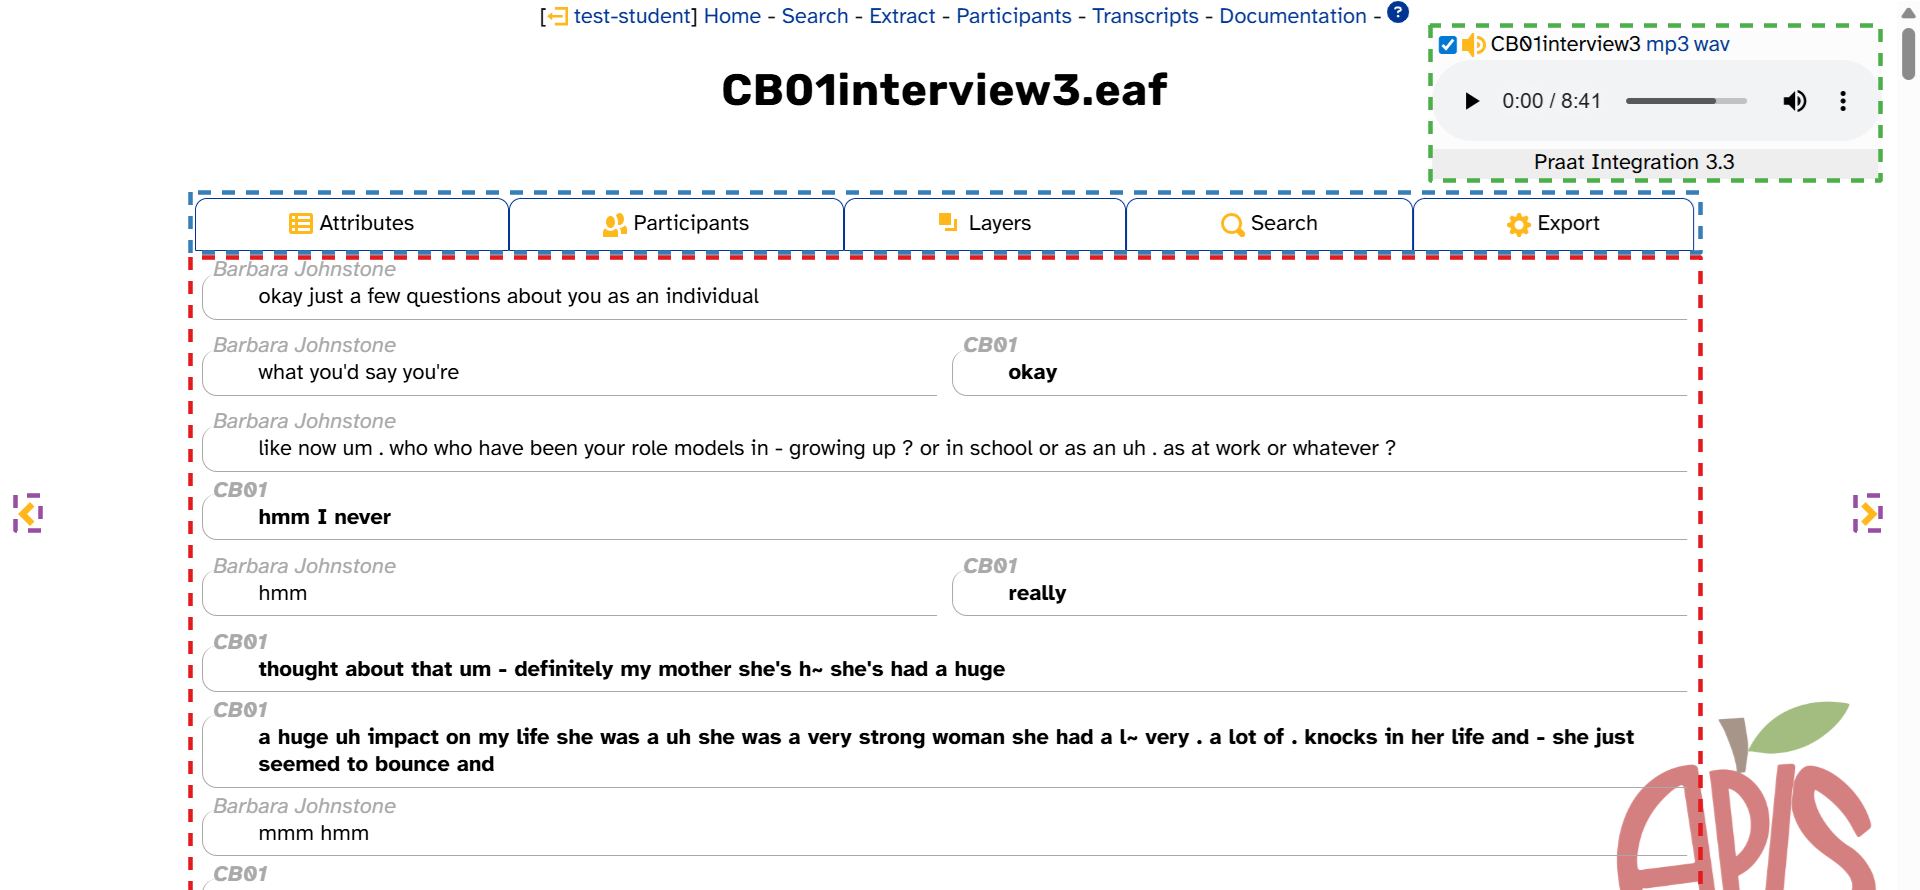 [ test-student] Home - Search - Extract - Participants - Transcripts - Documentation - ?
CB01interview3 mp3 wav
CB01interview3.eaf
0:00 / 8:41
Praat Integration 3.3
Attributes Participants Layers Search Export
Barbara Johnstone
okay just a few questions about you as an individual
Barbara Johnstone CB01
what you'd say you're okay
Barbara Johnstone
like now um . who who have been your role models in - growing up ? or in school or as an uh . as at work or whatever ?
CB01
hmm I never
Barbara Johnstone CB01
hmm really
CB01
thought about that um - definitely my mother she's h~ she's had a huge
CB01
a huge uh impact on my life she was a uh she was a very strong woman she had a l~ very . a lot of . knocks in her life and - she just
seemed to bounce and
Barbara Johnstone
mmm hmm
CB01
APIS